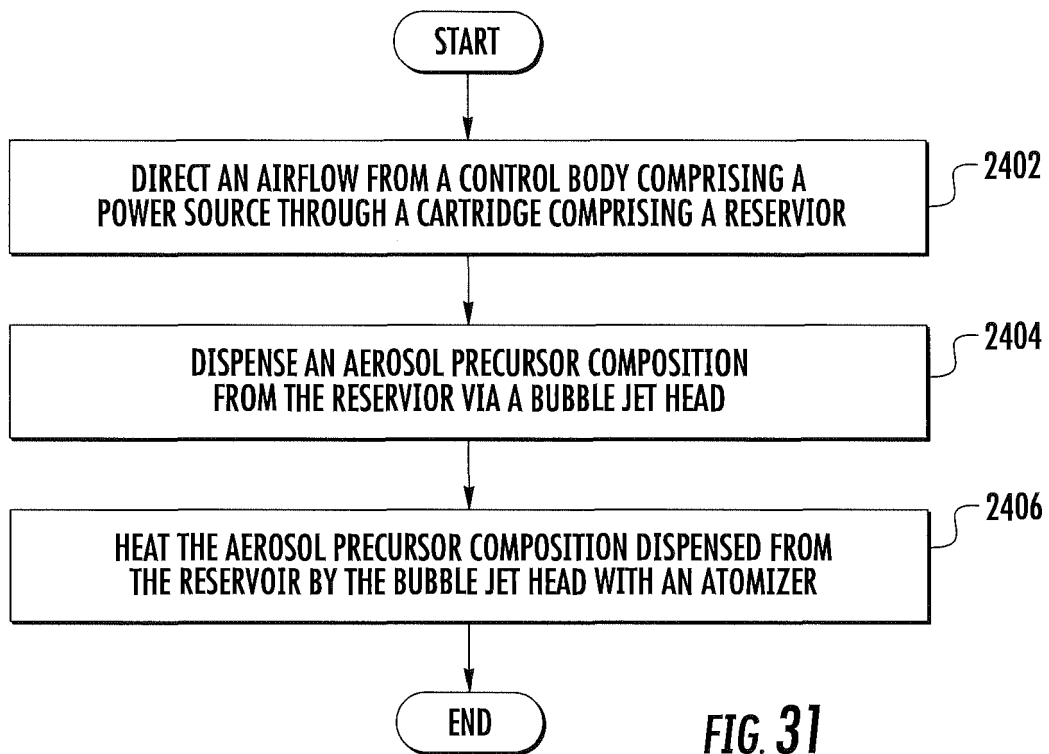 START
DIRECT AN AIRFLOW FROM A CONTROL BODY COMPRISING A
POWER SOURCE THROUGH A CARTRIDGE COMPRISING A RESERVIOR
2402
DISPENSE AN AEROSOL PRECURSOR COMPOSITION
FROM THE RESERVIOR VIA A BUBBLE JET HEAD
2404
HEAT THE AEROSOL PRECURSOR COMPOSITION DISPENSED FROM
THE RESERVOIR BY THE BUBBLE JET HEAD WITH AN ATOMIZER
2406
END
FIG. 31